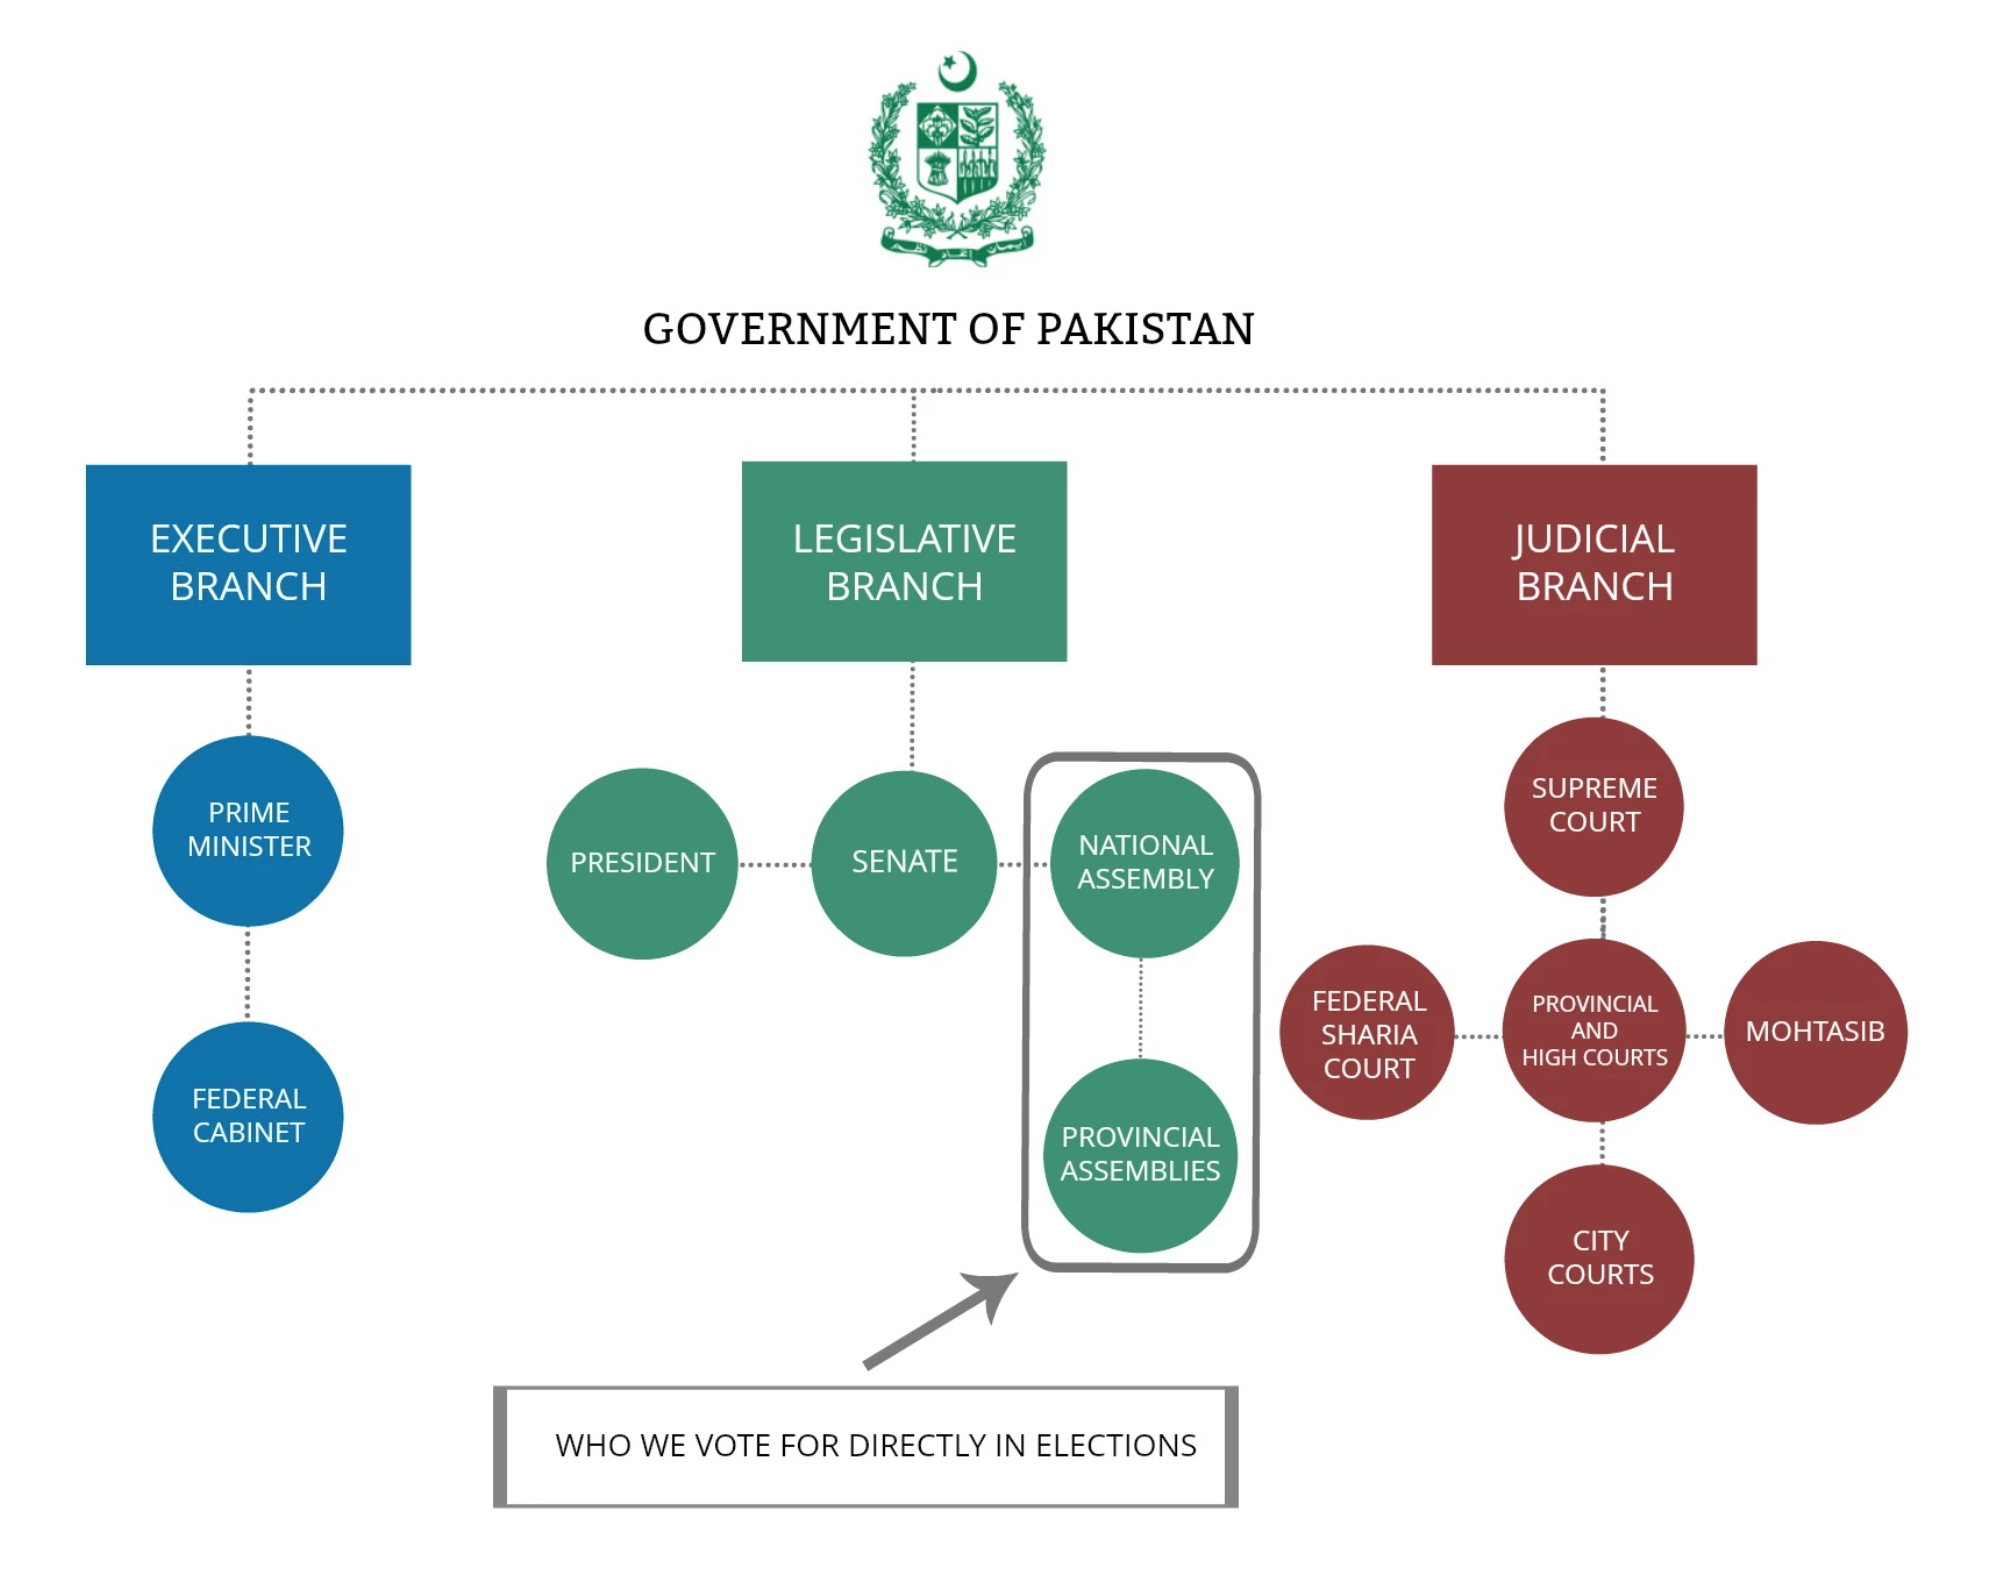 GOVERNMENT OF PAKISTAN
EXECUTIVE
BRANCH
LEGISLATIVE
BRANCH
JUDICIAL
BRANCH
PRIME
MINISTER
FEDERAL
CABINET
PRESIDENT
SENATE
NATIONAL
ASSEMBLY
PROVINCIAL
ASSEMBLIES
SUPREME
COURT
FEDERAL
SHARIA
COURT
PROVINCIAL
AND
HIGH COURTS
MOHTASIB
CITY
COURTS
WHO WE VOTE FOR DIRECTLY IN ELECTIONS